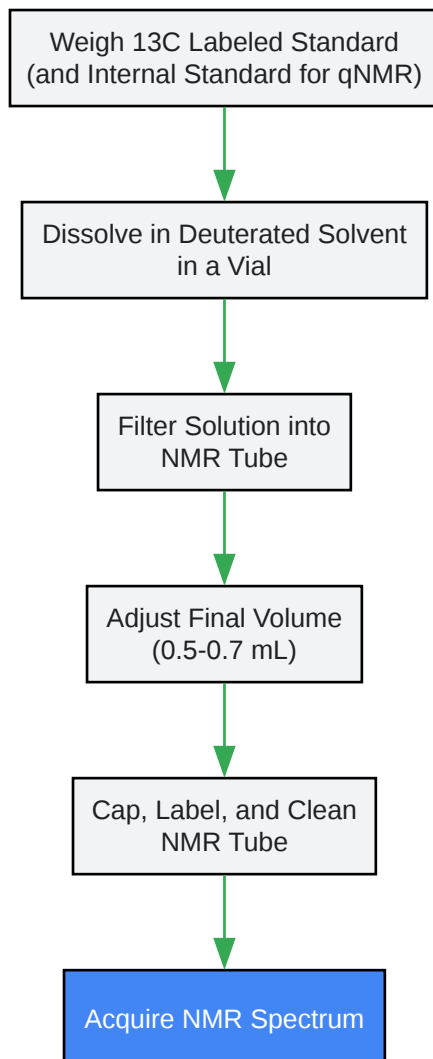 Weigh 13C Labeled Standard
(and Internal Standard for qNMR)
Dissolve in Deuterated Solvent
in a Vial
Filter Solution into
NMR Tube
Adjust Final Volume
(0.5-0.7 mL)
Cap, Label, and Clean
NMR Tube
Acquire NMR Spectrum